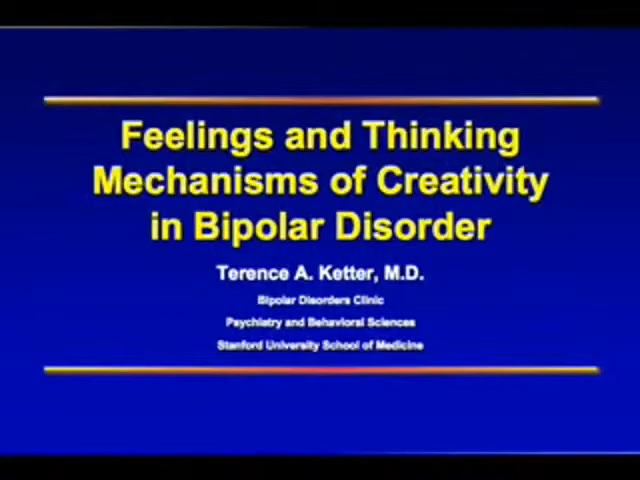 Feelings and Thinking
Mechanisms of Creativity
in Bipolar Disorder
Terence A. Ketter, M.D.
Bipolar Disorders Clinic
Psychiatry and Behavioral Sciences
Stanford University School of Medicine